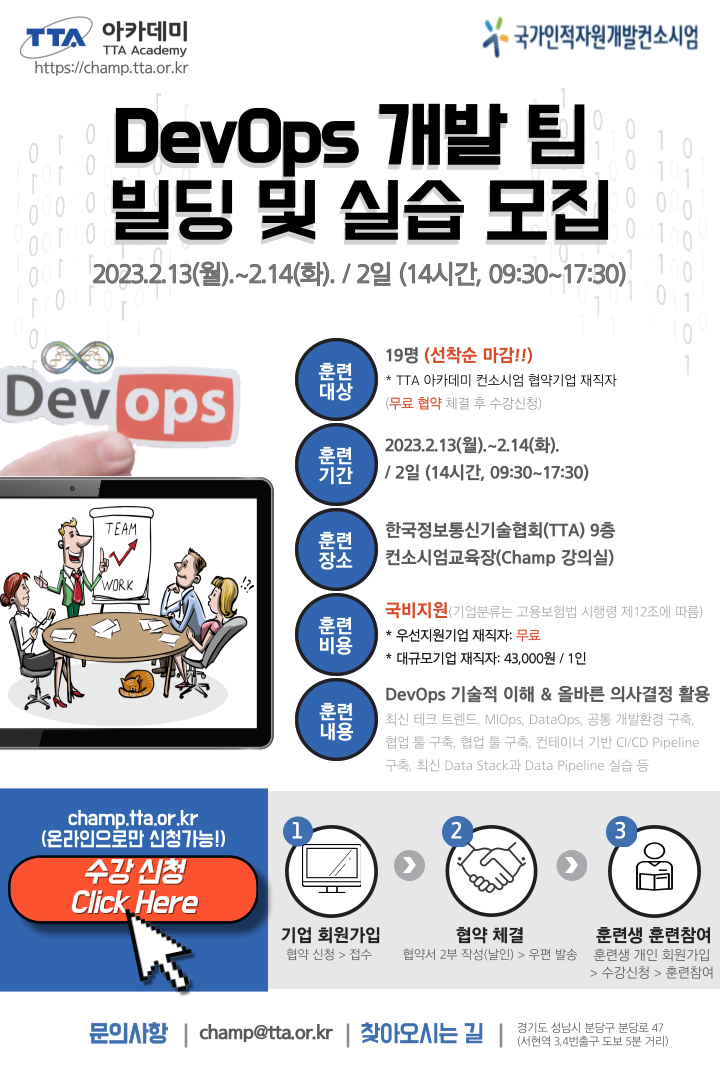 TTA 아카데미
TTA Academy
https://champ.tta.or.kr
국가인적자원개발컨소시엄
DevOps 개발 팀
빌딩 및 실습 모집
2023.2.13(월).~2.14(화). / 2일 (14시간, 09:30~17:30)
Dev ops
TEAM
WORK
!?!
훈련
대상
19명 (선착순 마감!!)
* TTA 아카데미 컨소시엄 협약기업 재직자
(무료 협약 체결 후 수강신청)
훈련
기간
2023.2.13(월).~2.14(화).
/ 2일 (14시간, 09:30~17:30)
훈련
장소
한국정보통신기술협회(TTA) 9층
컨소시엄교육장(Champ 강의실)
훈련
비용
국비지원(기업분류는 고용보험법 시행령 제12조에 따름)
* 우선지원기업 재직자: 무료
* 대규모기업 재직자: 43,000원 / 1인
훈련
내용
DevOps 기술적 이해 & 올바른 의사결정 활용
최신 테크 트렌드, MlOps, DataOps, 공통 개발환경 구축,
협업 툴 구축, 협업 툴 구축, 컨테이너 기반 CI/CD Pipeline
구축, 최신 Data Stack과 Data Pipeline 실습 등
champ.tta.or.kr
(온라인으로만 신청가능!)
수강 신청
Click Here
1
기업 회원가입
협약 신청 > 접수
2
협약 체결
협약서 2부 작성(날인) > 우편 발송
3
훈련생 훈련참여
훈련생 개인 회원가입
> 수강신청 > 훈련참여
문의사항 | champ@tta.or.kr | 찾아오시는 길 |
경기도 성남시 분당구 분당로 47
(서현역 3,4번출구 도보 5분 거리)